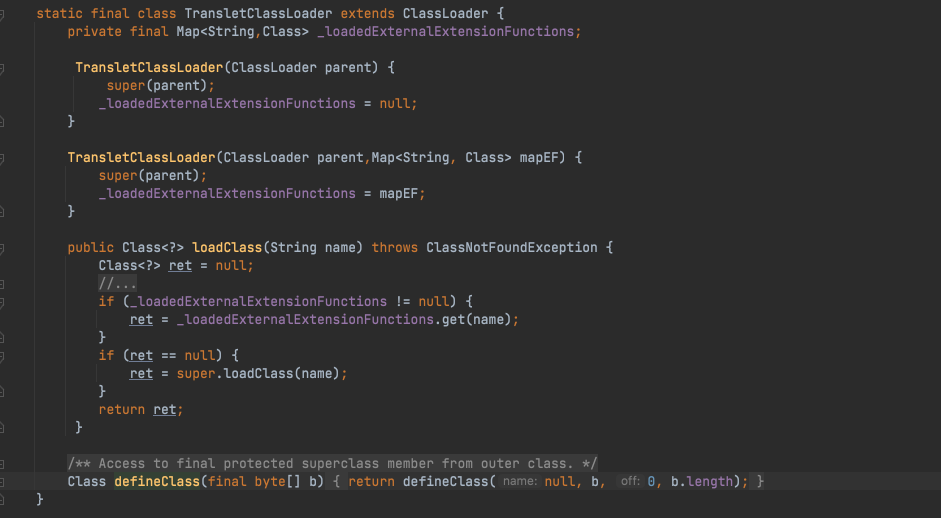 static final class TransletClassLoader extends ClassLoader {
private final Map<String,Class> _loadedExternalExtensionFunctions;
TransletClassLoader(ClassLoader parent) {
super(parent);
_loadedExternalExtensionFunctions = null;
}
TransletClassLoader(ClassLoader parent,Map<String, Class> mapEF) {
super(parent);
_loadedExternalExtensionFunctions = mapEF;
}
public Class<?> loadClass(String name) throws ClassNotFoundException {
Class<?> ret = null;
//...
if (_loadedExternalExtensionFunctions != null) {
ret = _loadedExternalExtensionFunctions.get(name);
}
if (ret == null) {
ret = super.loadClass(name);
}
return ret;
}
/** Access to final protected superclass member from outer class. */
Class defineClass(final byte[] b) { return defineClass( name: null, b, off: 0, b.length); }
}